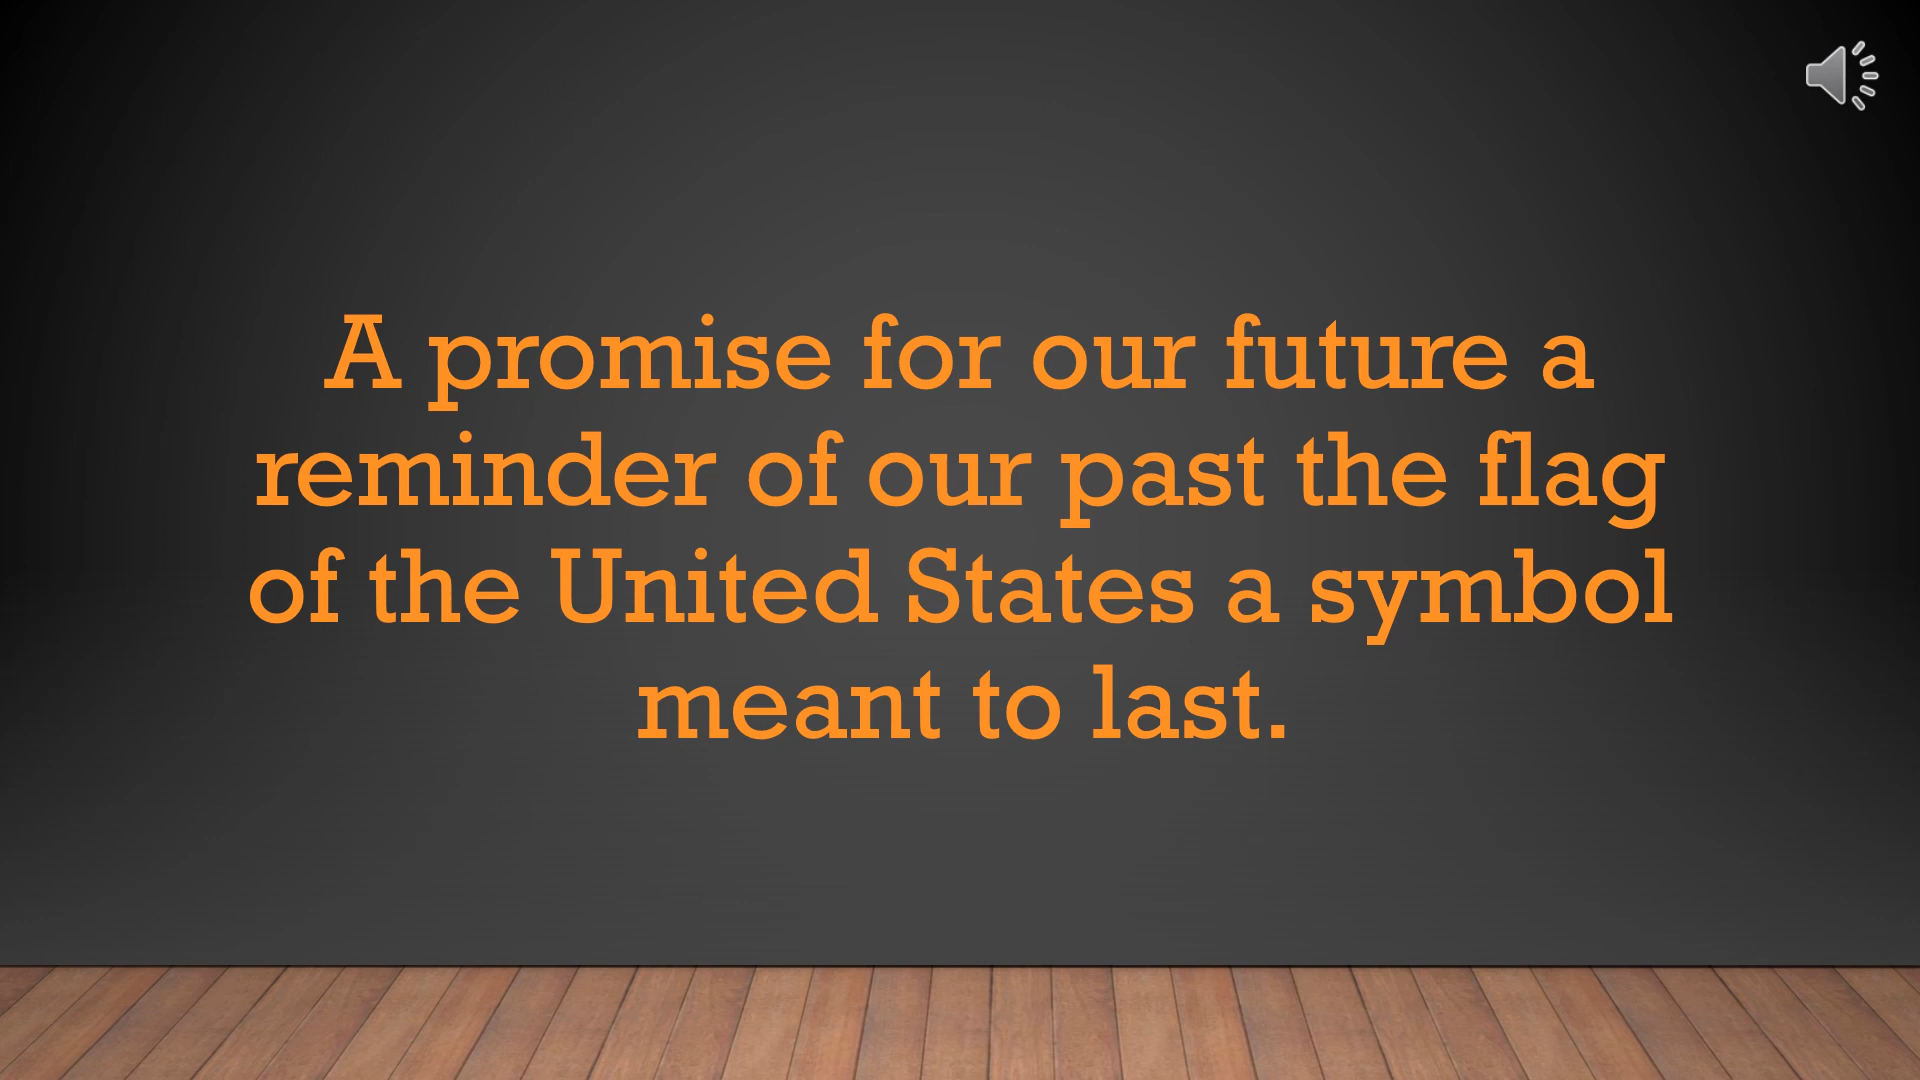 A promise for our future a
reminder of our past the flag
of the United States a symbol
meant to last.